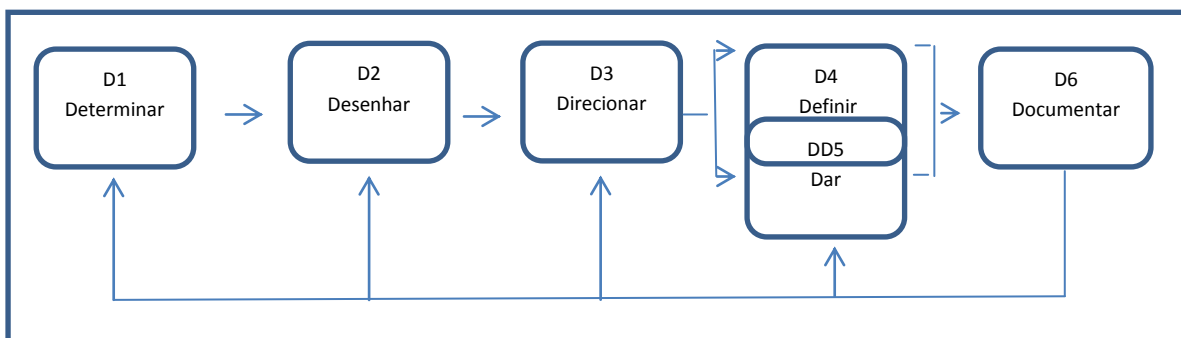 D1
Determinar
D2
Desenhar
D3
Direcionar
D4
Definir
DD5
Dar
D6
Documentar